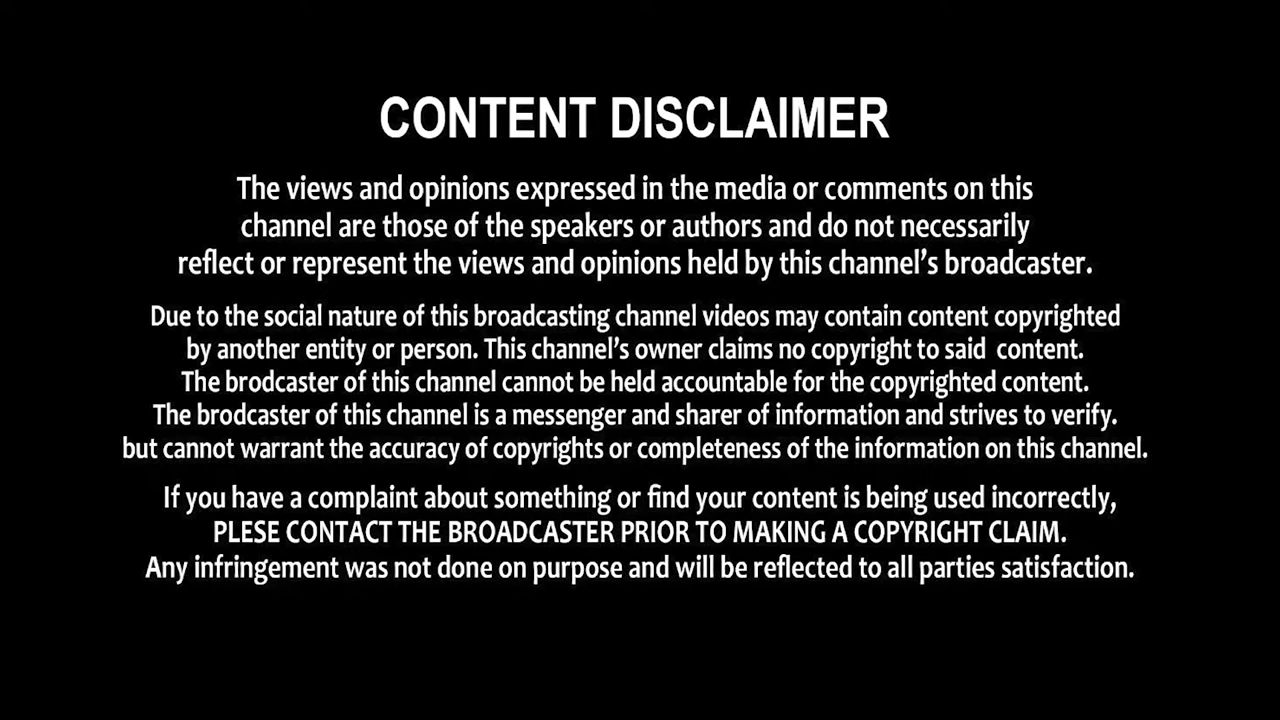 CONTENT DISCLAIMER
The views and opinions expressed in the media or comments on this
channel are those of the speakers or authors and do not necessarily
reflect or represent the views and opinions held by this channel's broadcaster.
Due to the social nature of this broadcasting channel videos may contain content copyrighted
by another entity or person. This channel's owner claims no copyright to said content.
The brodcaster of this channel cannot be held accountable for the copyrighted content.
The brodcaster of this channel is a messenger and sharer of information and strives to verify.
but cannot warrant the accuracy of copyrights or completeness of the information on this channel.
If you have a complaint about something or find your content is being used incorrectly,
PLESE CONTACT THE BROADCASTER PRIOR TO MAKING A COPYRIGHT CLAIM.
Any infringement was not done on purpose and will be reflected to all parties satisfaction.